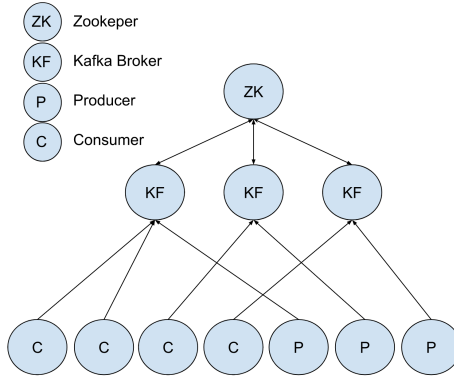 ZK Zookeper
KF Kafka Broker
P Producer
C Consumer
ZK
KF KF KF
C C C C P P P